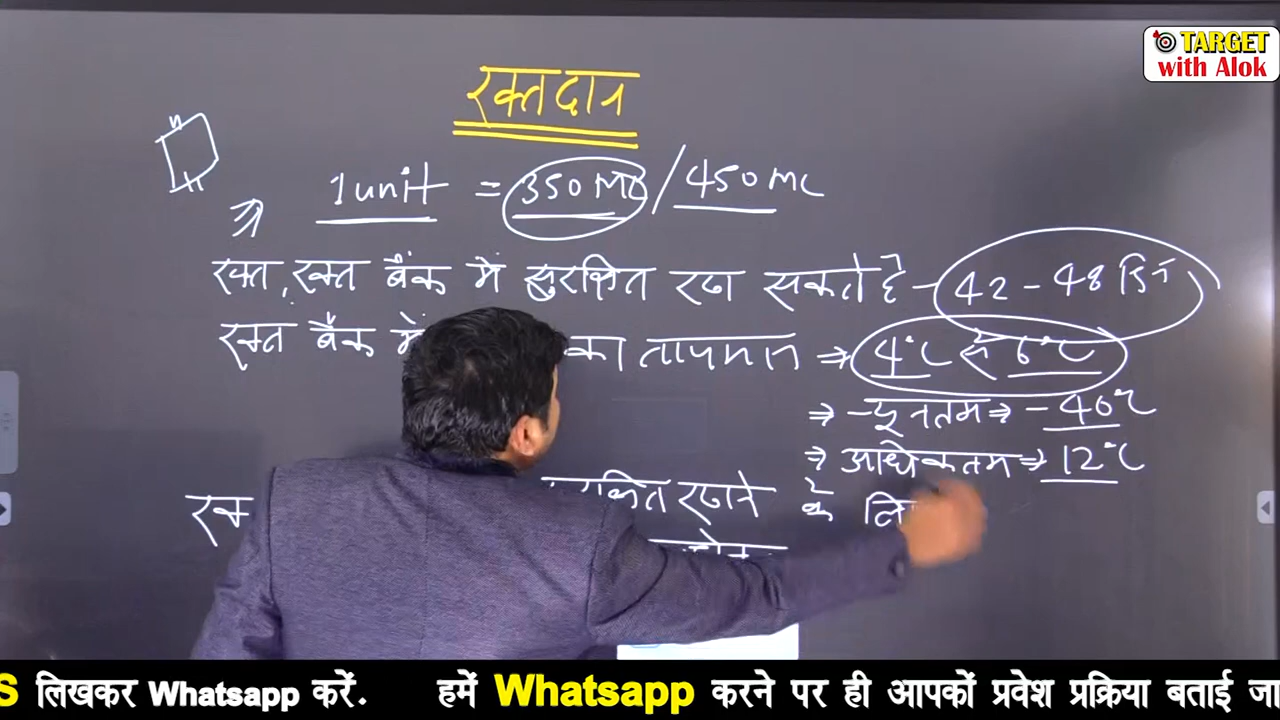 TARGET
with Alok
रक्तदान
1 unit = 350 ML / 450 ML
रक्त, रक्त बैंक में सुरक्षित रख सकते है - 42 - 48 दिन
रक्त बैंक में का तापमान ⇒ 4°C से 6°C
⇒ न्यूनतम ⇒ - 40°C
⇒ अधिकतम ⇒ 12°C
रखने के
S लिखकर Whatsapp करें. हमें Whatsapp करने पर ही आपकों प्रवेश प्रक्रिया बताई जा